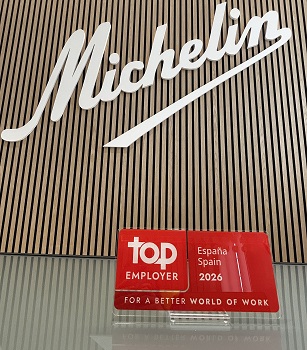 Michelin
top
EMPLOYER
España
Spain
2026
FOR A BETTER WORLD OF WORK